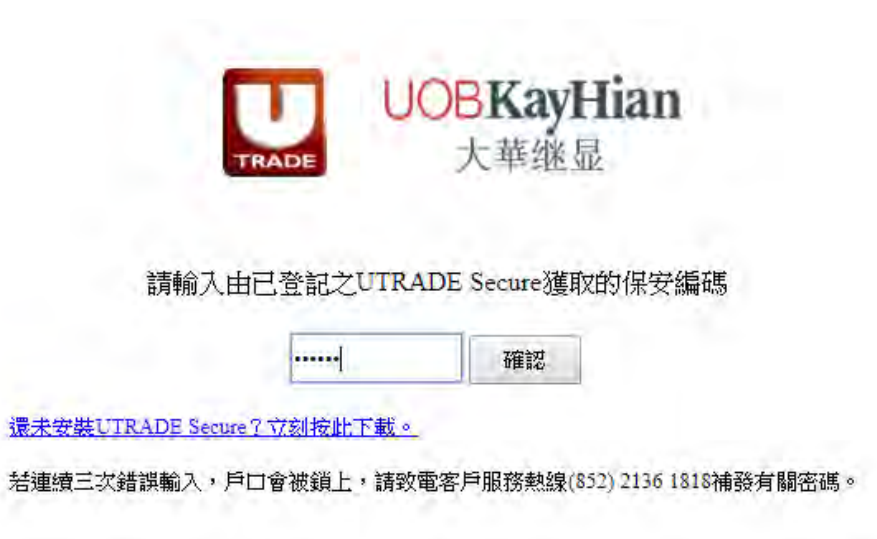 U
TRADE
UOBKayHian
大華继显
請輸入由已登記之UTRADE Secure獲取的保安編碼
••••••
確認
還未安裝UTRADE Secure？立刻按此下載。
若連續三次錯誤輸入，戶口會被鎖上，請致電客戶服務熱線(852) 2136 1818補發有關密碼。